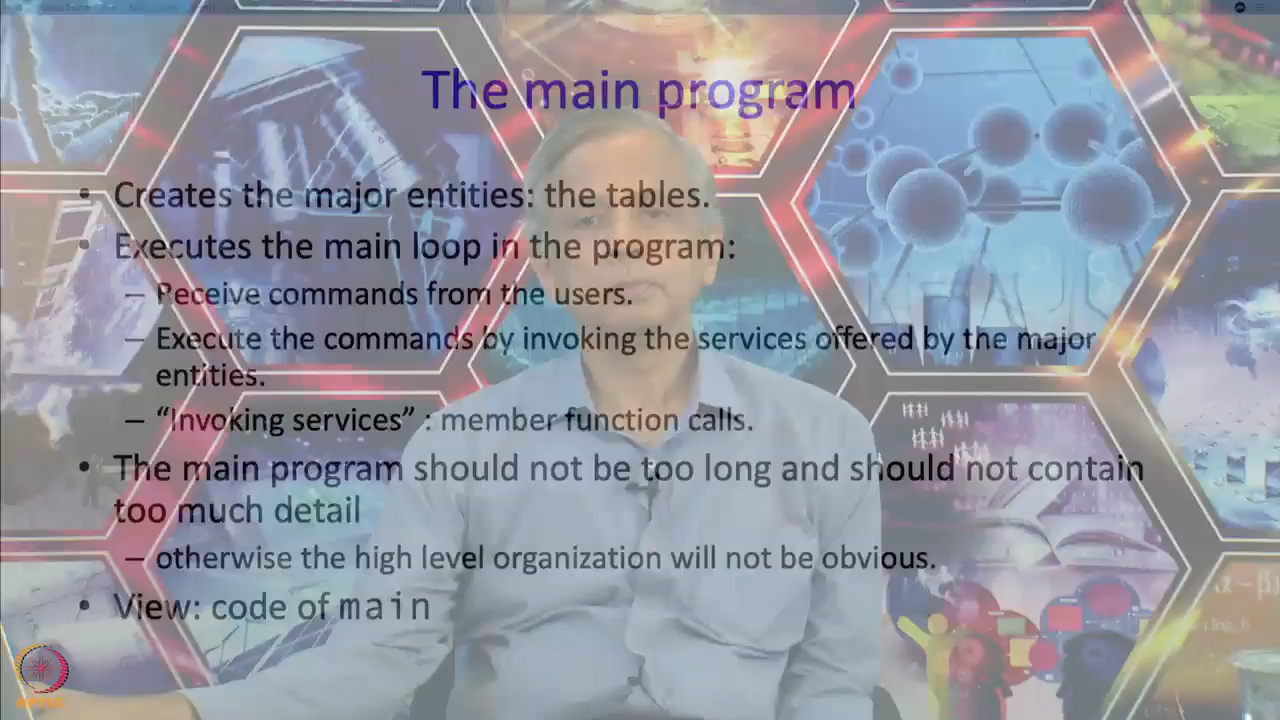 The main program
• Creates the major entities: the tables.
• Executes the main loop in the program:
– Receive commands from the users.
– Execute the commands by invoking the services offered by the major
entities.
– “Invoking services” : member function calls.
• The main program should not be too long and should not contain
too much detail
– otherwise the high level organization will not be obvious.
• View: code of main